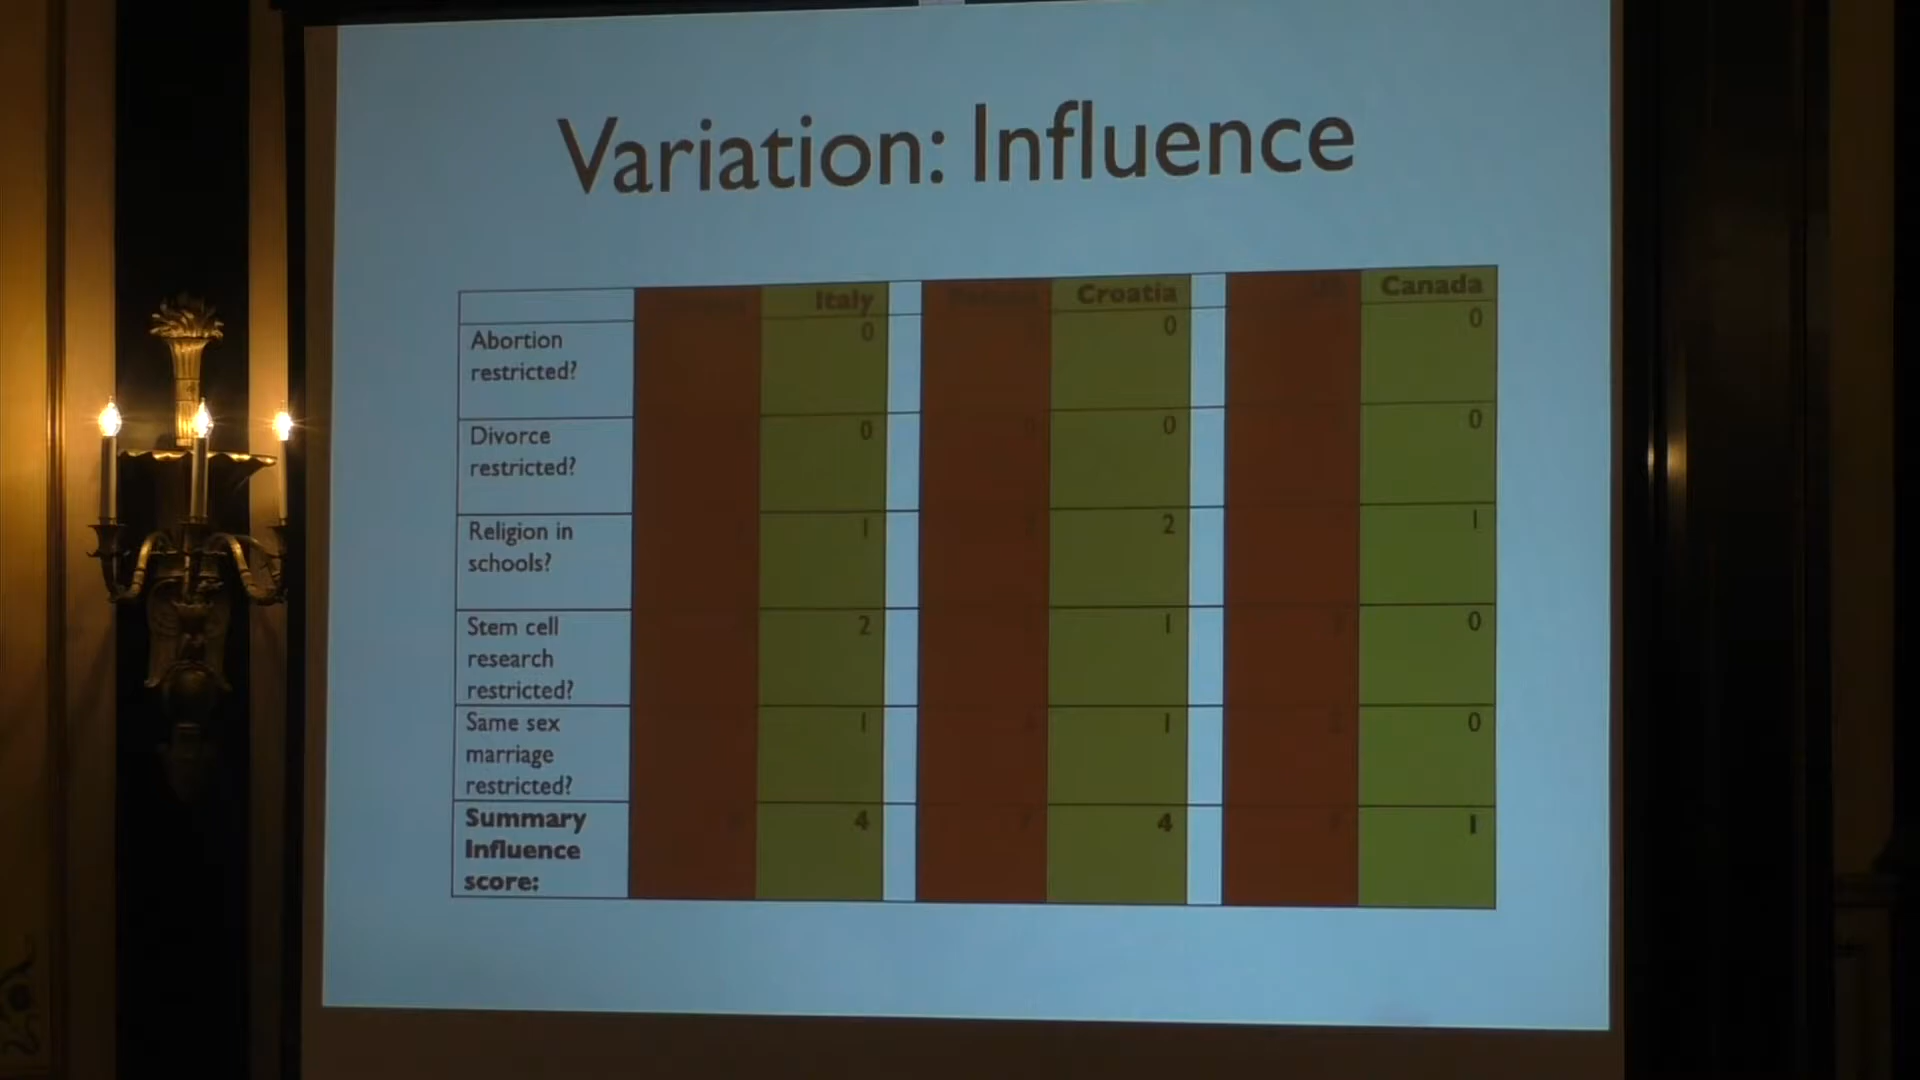 Variation: Influence
Italy Croatia Canada
Abortion 0 0 0
restricted?
Divorce 0 0 0
restricted?
Religion in 1 2 1
schools?
Stem cell 2 1 0
research
restricted?
Same sex 1 1 0
marriage
restricted?
Summary 4 4 1
Influence
score: